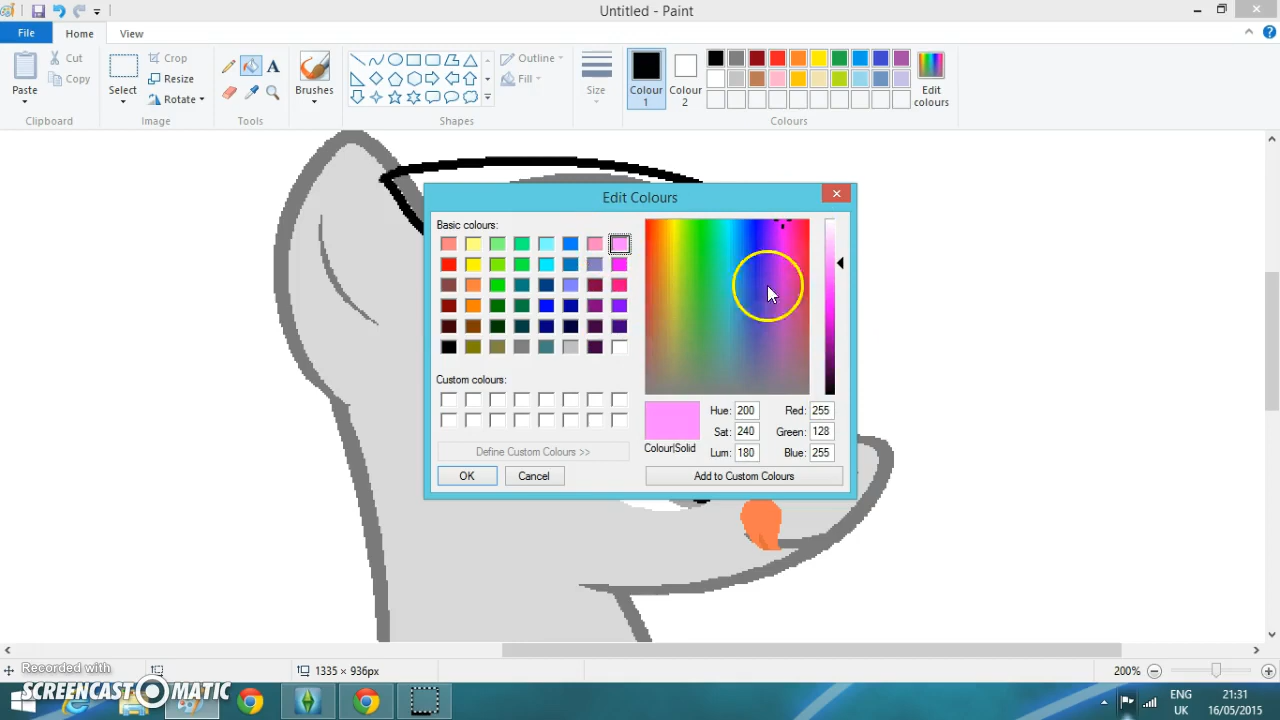 Untitled - Paint
File Home View
Paste
Cut
Copy
Clipboard
Select
Crop
Resize
Rotate
Image
A
Tools
Brushes
Outline
Fill
Shapes
Size
Colour
1
Colour
2
Edit
colours
Colours
Edit Colours
Basic colours:
Custom colours:
Define Custom Colours >>
OK Cancel
Hue: 200 Red: 255
Sat: 240 Green: 128
Colour|Solid Lum: 180 Blue: 255
Add to Custom Colours
1335 × 936px 200%
Recorded with
SCREENCAST MATIC
ENG 21:31
UK 16/05/2015